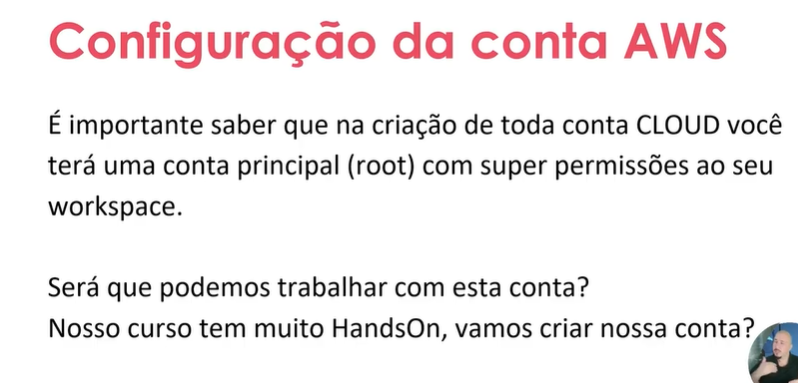 Configuração da conta AWS
É importante saber que na criação de toda conta CLOUD você
terá uma conta principal (root) com super permissões ao seu
workspace.
Será que podemos trabalhar com esta conta?
Nosso curso tem muito HandsOn, vamos criar nossa conta?